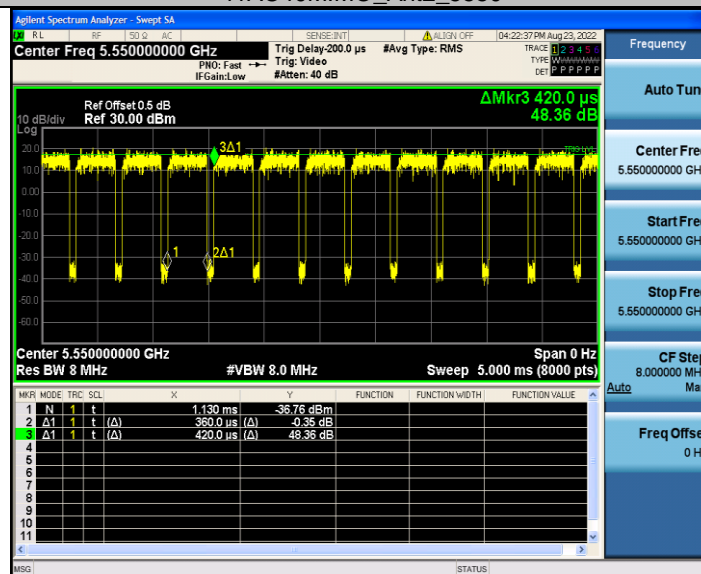 Agilent Spectrum Analyzer - Swept SA
RL RF 50 Ω AC SENSE:INT ALIGN OFF 04:22:37 PM Aug 23, 2022
Center Freq 5.550000000 GHz
PNO: Fast
IFGain:Low
Trig Delay-200.0 µs
Trig: Video
#Atten: 40 dB
#Avg Type: RMS
TRACE 1 2 3 4 5 6
TYPE
DET P P P P P P
Frequency
Auto Tun
10 dB/div
Log
Ref Offset 0.5 dB
Ref 30.00 dBm
ΔMkr3 420.0 µs
48.36 dB
20.0
10.0
0.00
-10.0
-20.0
-30.0
-40.0
-50.0
-60.0
3Δ1
1
2Δ1
Center Fre
5.550000000 GH
Start Fre
5.550000000 GH
Stop Fre
5.550000000 GH
Center 5.550000000 GHz
Res BW 8 MHz
#VBW 8.0 MHz
Span 0 Hz
Sweep 5.000 ms (8000 pts)
CF Step
8.000000 MH
Auto Ma
Freq Offse
0 H
MKR MODE TRC SCL X Y FUNCTION FUNCTION WIDTH FUNCTION VALUE
1 N 1 t 1.130 ms -36.76 dBm
2 Δ1 1 t (Δ) 360.0 µs (Δ) -0.35 dB
3 Δ1 1 t (Δ) 420.0 µs (Δ) 48.36 dB
4
5
6
7
8
9
10
11
MSG STATUS